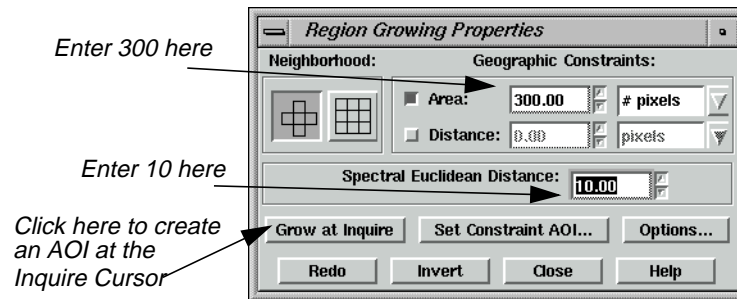 Region Growing Properties
Enter 300 here
Neighborhood: Geographic Constraints:
Area: 300.00 # pixels
Distance: 0.00 pixels
Enter 10 here
Spectral Euclidean Distance: 10.00
Click here to create
an AOI at the
Inquire Cursor
Grow at Inquire Set Constraint AOI... Options...
Redo Invert Close Help